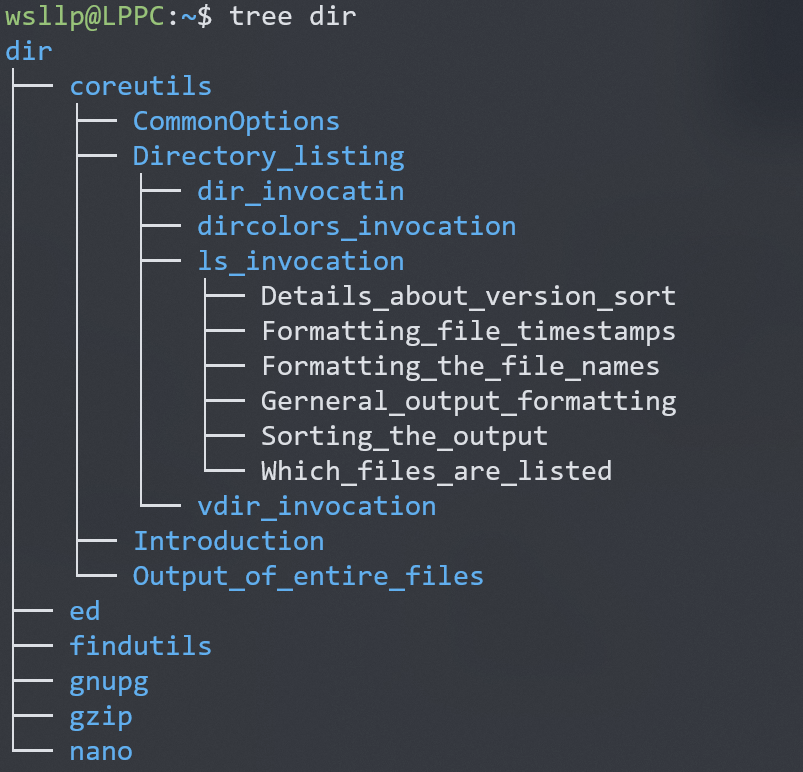 wsllp@LPPC:~$ tree dir
dir
├── coreutils
│   ├── CommonOptions
│   ├── Directory_listing
│   │   ├── dir_invocatin
│   │   ├── dircolors_invocation
│   │   ├── ls_invocation
│   │   │   ├── Details_about_version_sort
│   │   │   ├── Formatting_file_timestamps
│   │   │   ├── Formatting_the_file_names
│   │   │   ├── Gerneral_output_formatting
│   │   │   ├── Sorting_the_output
│   │   │   └── Which_files_are_listed
│   │   └── vdir_invocation
│   ├── Introduction
│   └── Output_of_entire_files
├── ed
├── findutils
├── gnupg
├── gzip
└── nano